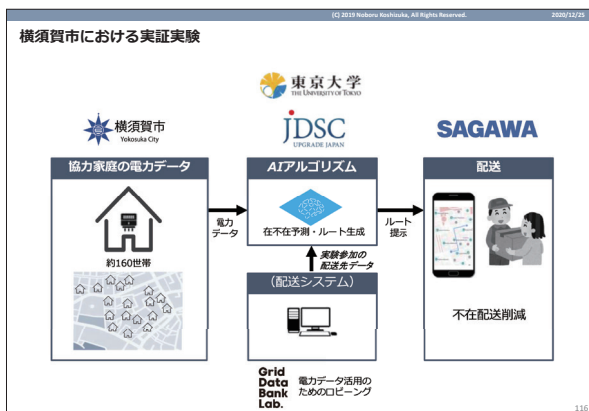 (C) 2019 Noboru Koshizuka, All Rights Reserved.
2020/12/25
横須賀市における実証実験
東京大学
THE UNIVERSITY OF TOKYO
横須賀市
Yokosuka City
JDSC
UPGRADE JAPAN
SAGAWA
協力家庭の電力データ
約160世帯
電力
データ
AIアルゴリズム
在不在予測・ルート生成
ルート
提示
実験参加の
配送先データ
(配送システム)
配送
不在配送削減
Grid
Data
Bank
Lab.
電力データ活用の
ためのロビーング
116